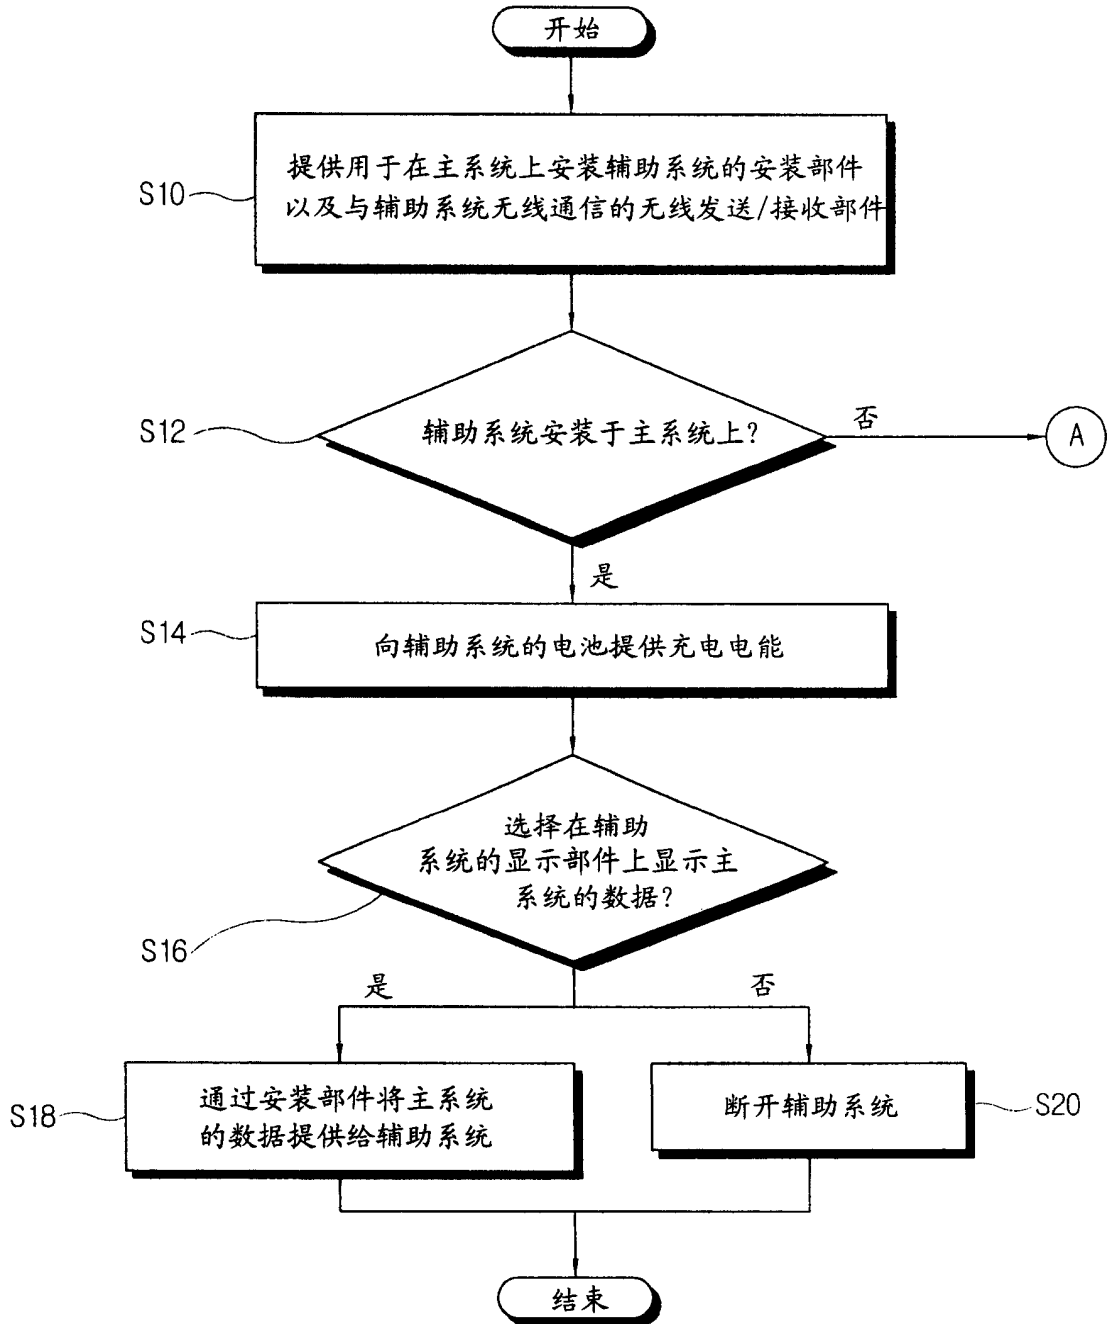 开始
S10
提供用于在主系统上安装辅助系统的安装部件
以及与辅助系统无线通信的无线发送/接收部件
S12
辅助系统安装于主系统上?
否
A
是
S14
向辅助系统的电池提供充电电能
选择在辅助
系统的显示部件上显示主
系统的数据?
S16
是
否
S18
通过安装部件将主系统
的数据提供给辅助系统
断开辅助系统
S20
结束